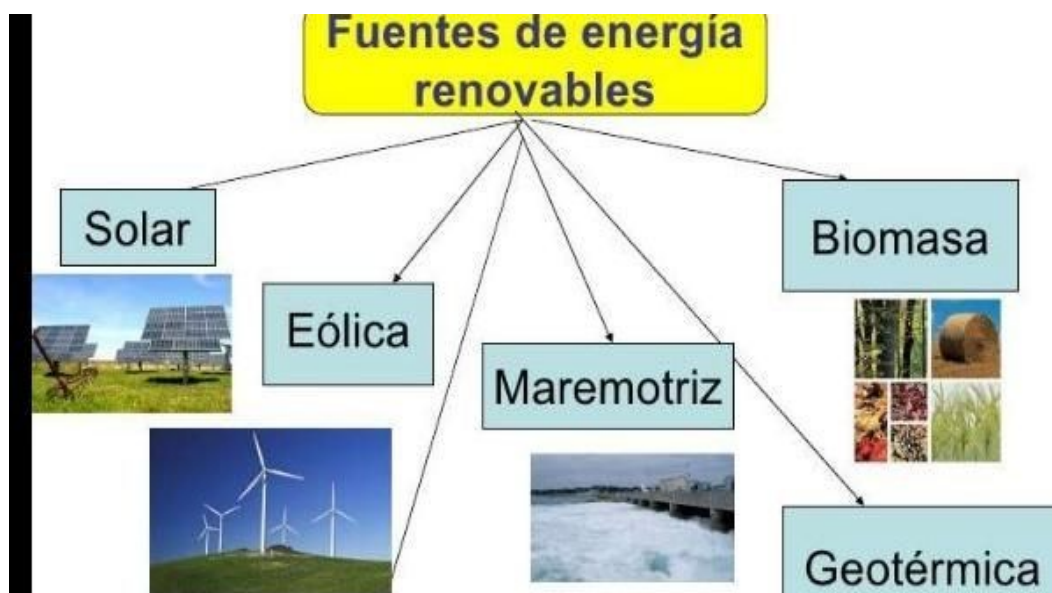 Fuentes de energía
renovables
Solar
Biomasa
Eólica
Maremotriz
Geotérmica